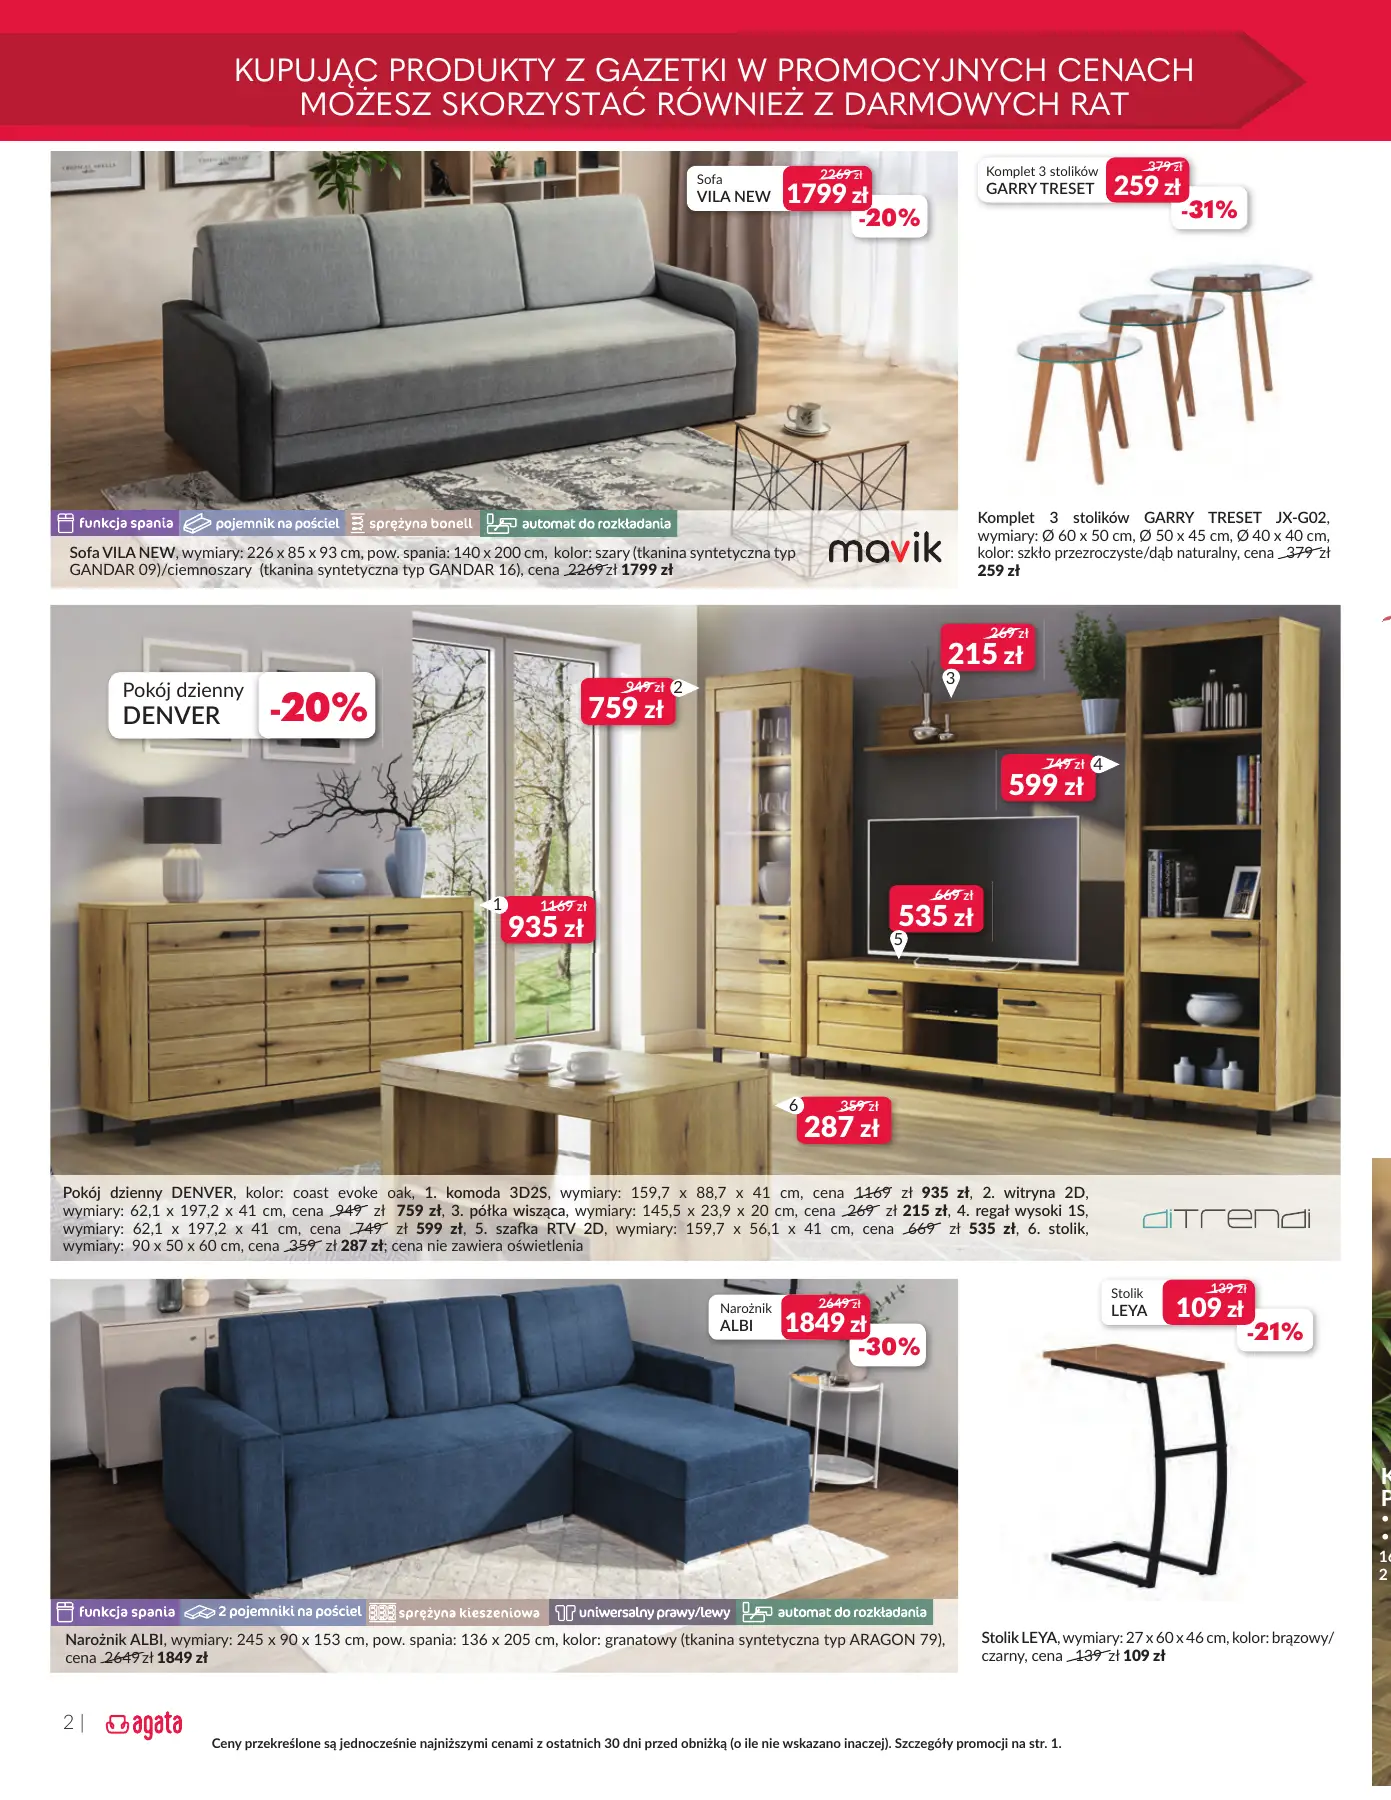 KUPUJĄC PRODUKTY Z GAZETKI W PROMOCYJNYCH CENACH
MOŻESZ SKORZYSTAĆ RÓWNIEŻ Z DARMOWYCH RAT
Sofa
VILA NEW
2269 zł
1799 zł
-20%
funkcja spania
pojemnik na pościel
sprężyna bonell
automat do rozkładania
Sofa VILA NEW, wymiary: 226 x 85 x 93 cm, pow. spania: 140 x 200 cm, kolor: szary (tkanina syntetyczna typ
GANDAR 09)/ciemnoszary (tkanina syntetyczna typ GANDAR 16), cena 2269 zł 1799 zł
mavik
Komplet 3 stolików
GARRY TRESET
379 zł
259 zł
-31%
Komplet 3 stolików GARRY TRESET JX-G02,
wymiary: Ø 60 x 50 cm, Ø 50 x 45 cm, Ø 40 x 40 cm,
kolor: szkło przezroczyste/dąb naturalny, cena 379 zł
259 zł
Pokój dzienny
DENVER
-20%
949 zł
759 zł
2
269 zł
215 zł
3
749 zł
599 zł
4
1
1169 zł
935 zł
669 zł
535 zł
5
6
359 zł
287 zł
Pokój dzienny DENVER, kolor: coast evoke oak, 1. komoda 3D2S, wymiary: 159,7 x 88,7 x 41 cm, cena 1169 zł 935 zł, 2. witryna 2D,
wymiary: 62,1 x 197,2 x 41 cm, cena 949 zł 759 zł, 3. półka wisząca, wymiary: 145,5 x 23,9 x 20 cm, cena 269 zł 215 zł, 4. regał wysoki 1S,
wymiary: 62,1 x 197,2 x 41 cm, cena 749 zł 599 zł, 5. szafka RTV 2D, wymiary: 159,7 x 56,1 x 41 cm, cena 669 zł 535 zł, 6. stolik,
wymiary: 90 x 50 x 60 cm, cena 359 zł 287 zł; cena nie zawiera oświetlenia
diTRENDi
Narożnik
ALBI
2649 zł
1849 zł
-30%
funkcja spania
2 pojemniki na pościel
sprężyna kieszeniowa
uniwersalny prawy/lewy
automat do rozkładania
Narożnik ALBI, wymiary: 245 x 90 x 153 cm, pow. spania: 136 x 205 cm, kolor: granatowy (tkanina syntetyczna typ ARAGON 79),
cena 2649 zł 1849 zł
Stolik
LEYA
139 zł
109 zł
-21%
Stolik LEYA, wymiary: 27 x 60 x 46 cm, kolor: brązowy/
czarny, cena 139 zł 109 zł
2 |
agata
Ceny przekreślone są jednocześnie najniższymi cenami z ostatnich 30 dni przed obniżką (o ile nie wskazano inaczej). Szczegóły promocji na str. 1.